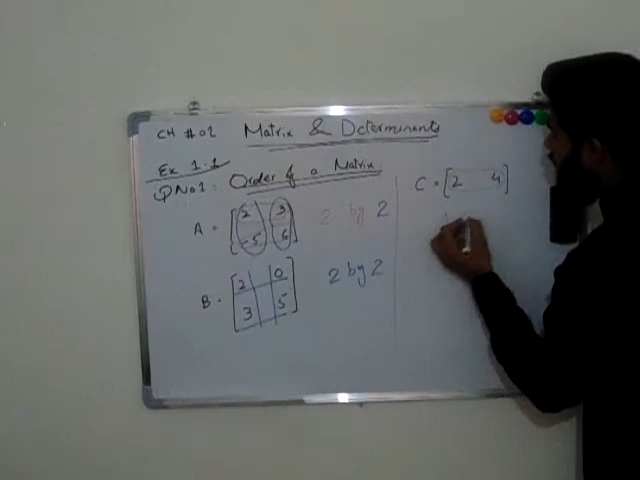 CH #01 Matrix & Determinants
Ex 1.1
QNo1: Order of a Matrix
A = [2 3
-5 6] 2 by 2
B = [2 0
3 5] 2 by 2
C = [2 4]